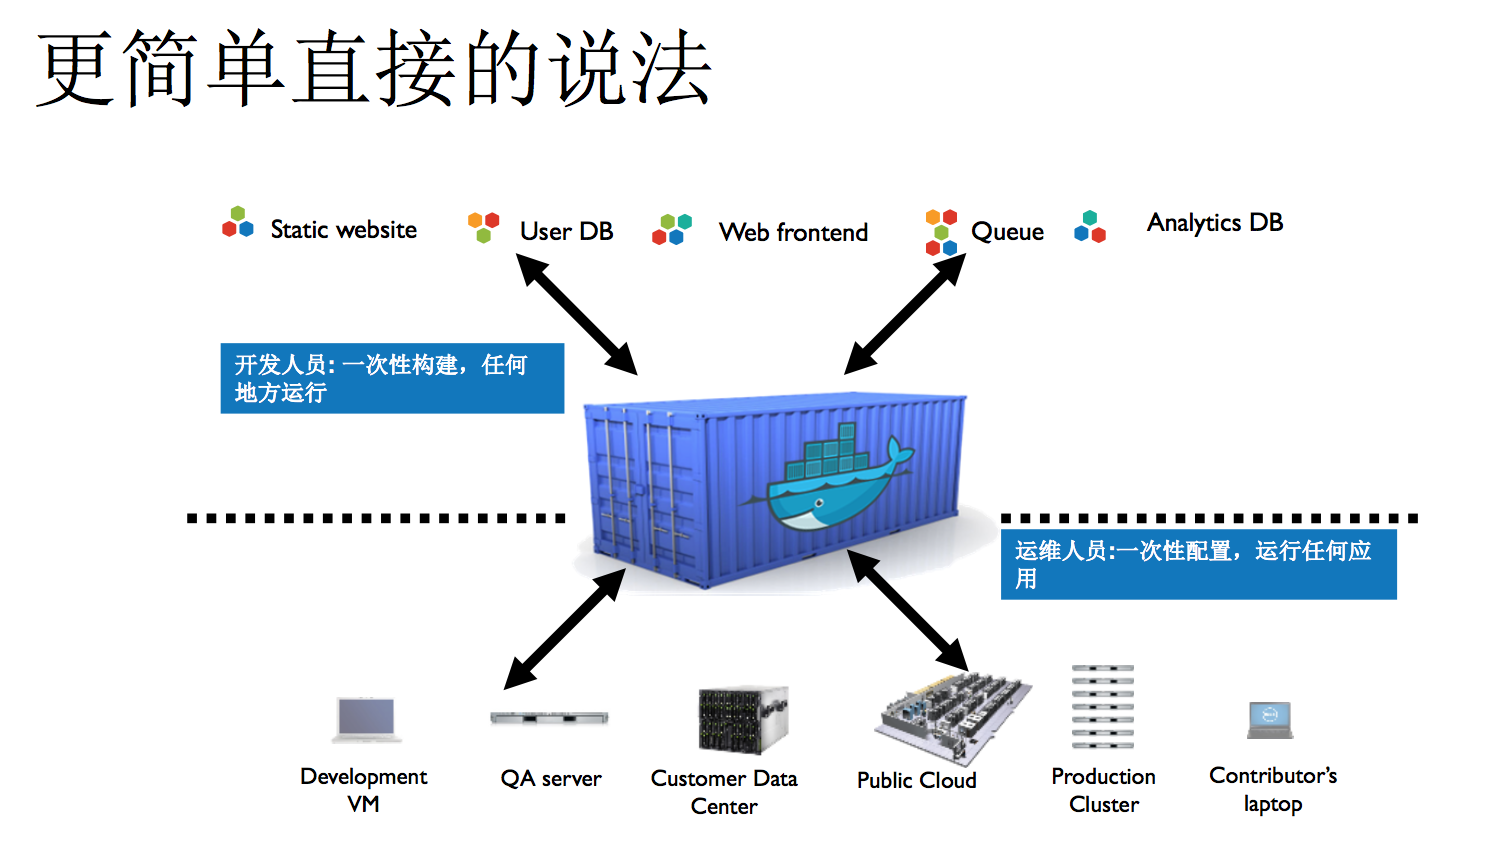 更简单直接的说法
Static website
User DB
Web frontend
Queue
Analytics DB
开发人员: 一次性构建，任何
地方运行
运维人员:一次性配置，运行任何应
用
Development
VM
QA server
Customer Data
Center
Public Cloud
Production
Cluster
Contributor’s
laptop